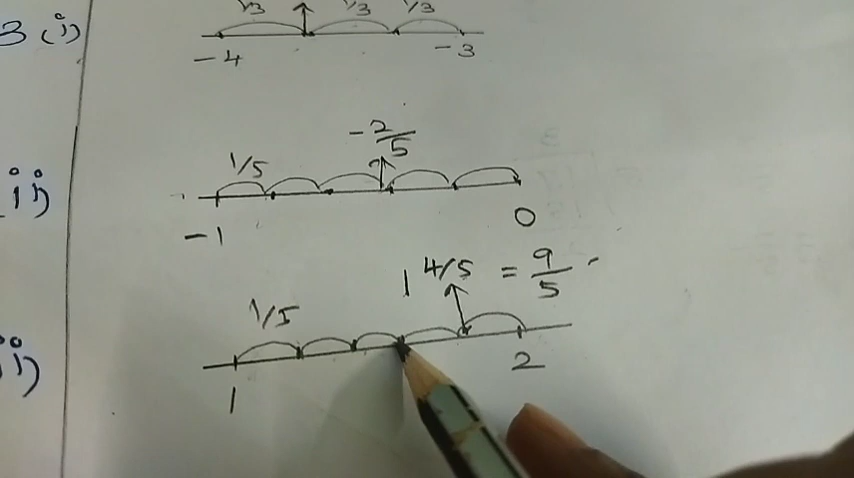 1/3 1/3 1/3
3 (i)
-4 -3
-2/5
1/5
ii)
-1 0
1 4/5 = 9/5
1/5
1 2